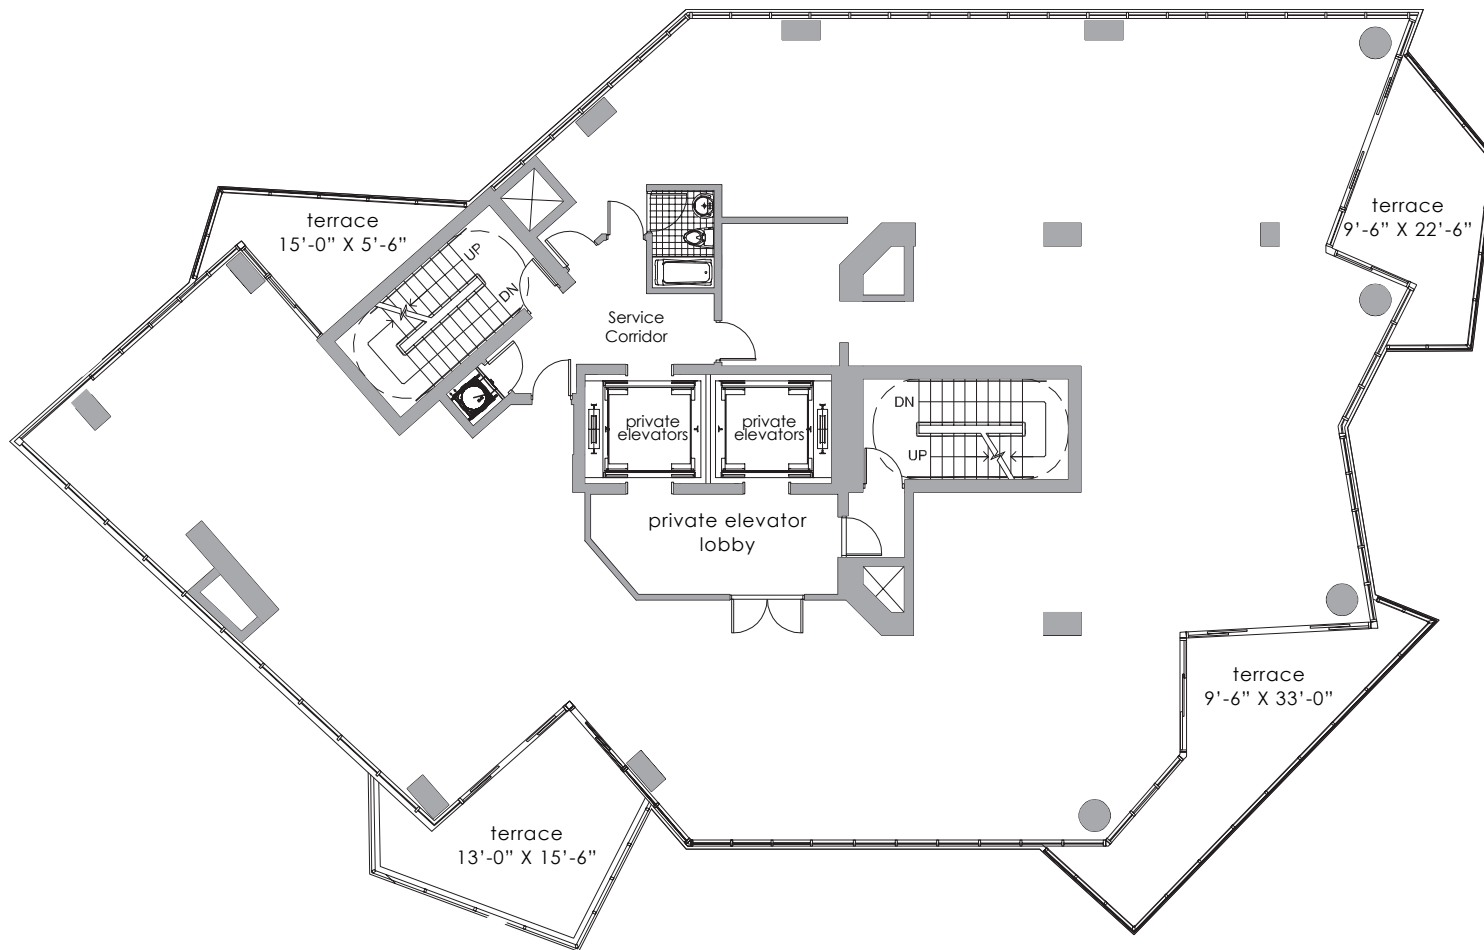 terrace
15'-0" X 5'-6"
terrace
9'-6" X 22'-6"
UP
DN
Service
Corridor
private
elevators
private
elevators
DN
UP
private elevator
lobby
terrace
9'-6" X 33'-0"
terrace
13'-0" X 15'-6"